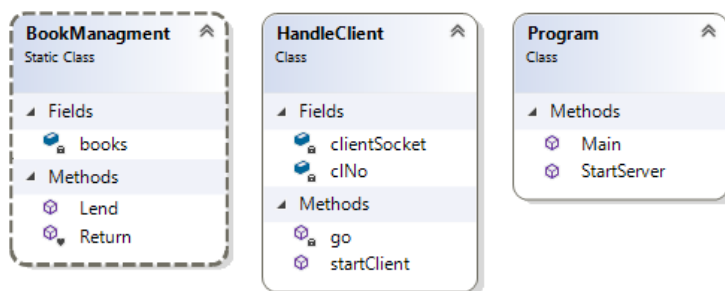 BookManagment
Static Class
Fields
books
Methods
Lend
Return
HandleClient
Class
Fields
clientSocket
clNo
Methods
go
startClient
Program
Class
Methods
Main
StartServer